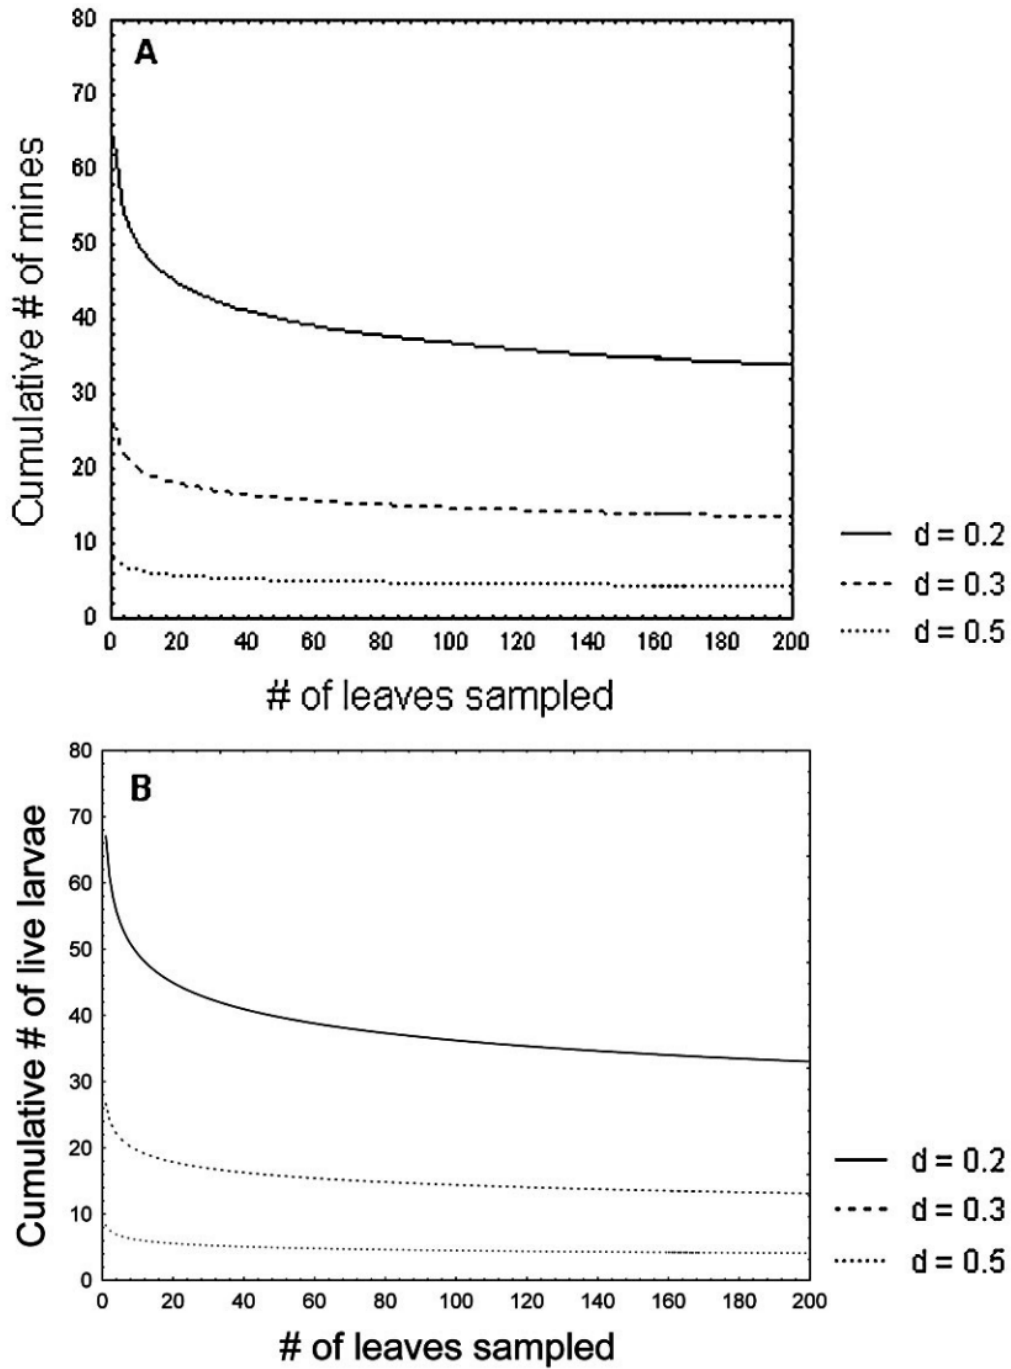 80
A
70
60
50
40
30
20
10
0
Cumulative # of mines
0 20 40 60 80 100 120 140 160 180 200
# of leaves sampled
d = 0.2
d = 0.3
d = 0.5
80
B
70
60
50
40
30
20
10
0
Cumulative # of live larvae
0 20 40 60 80 100 120 140 160 180 200
# of leaves sampled
d = 0.2
d = 0.3
d = 0.5